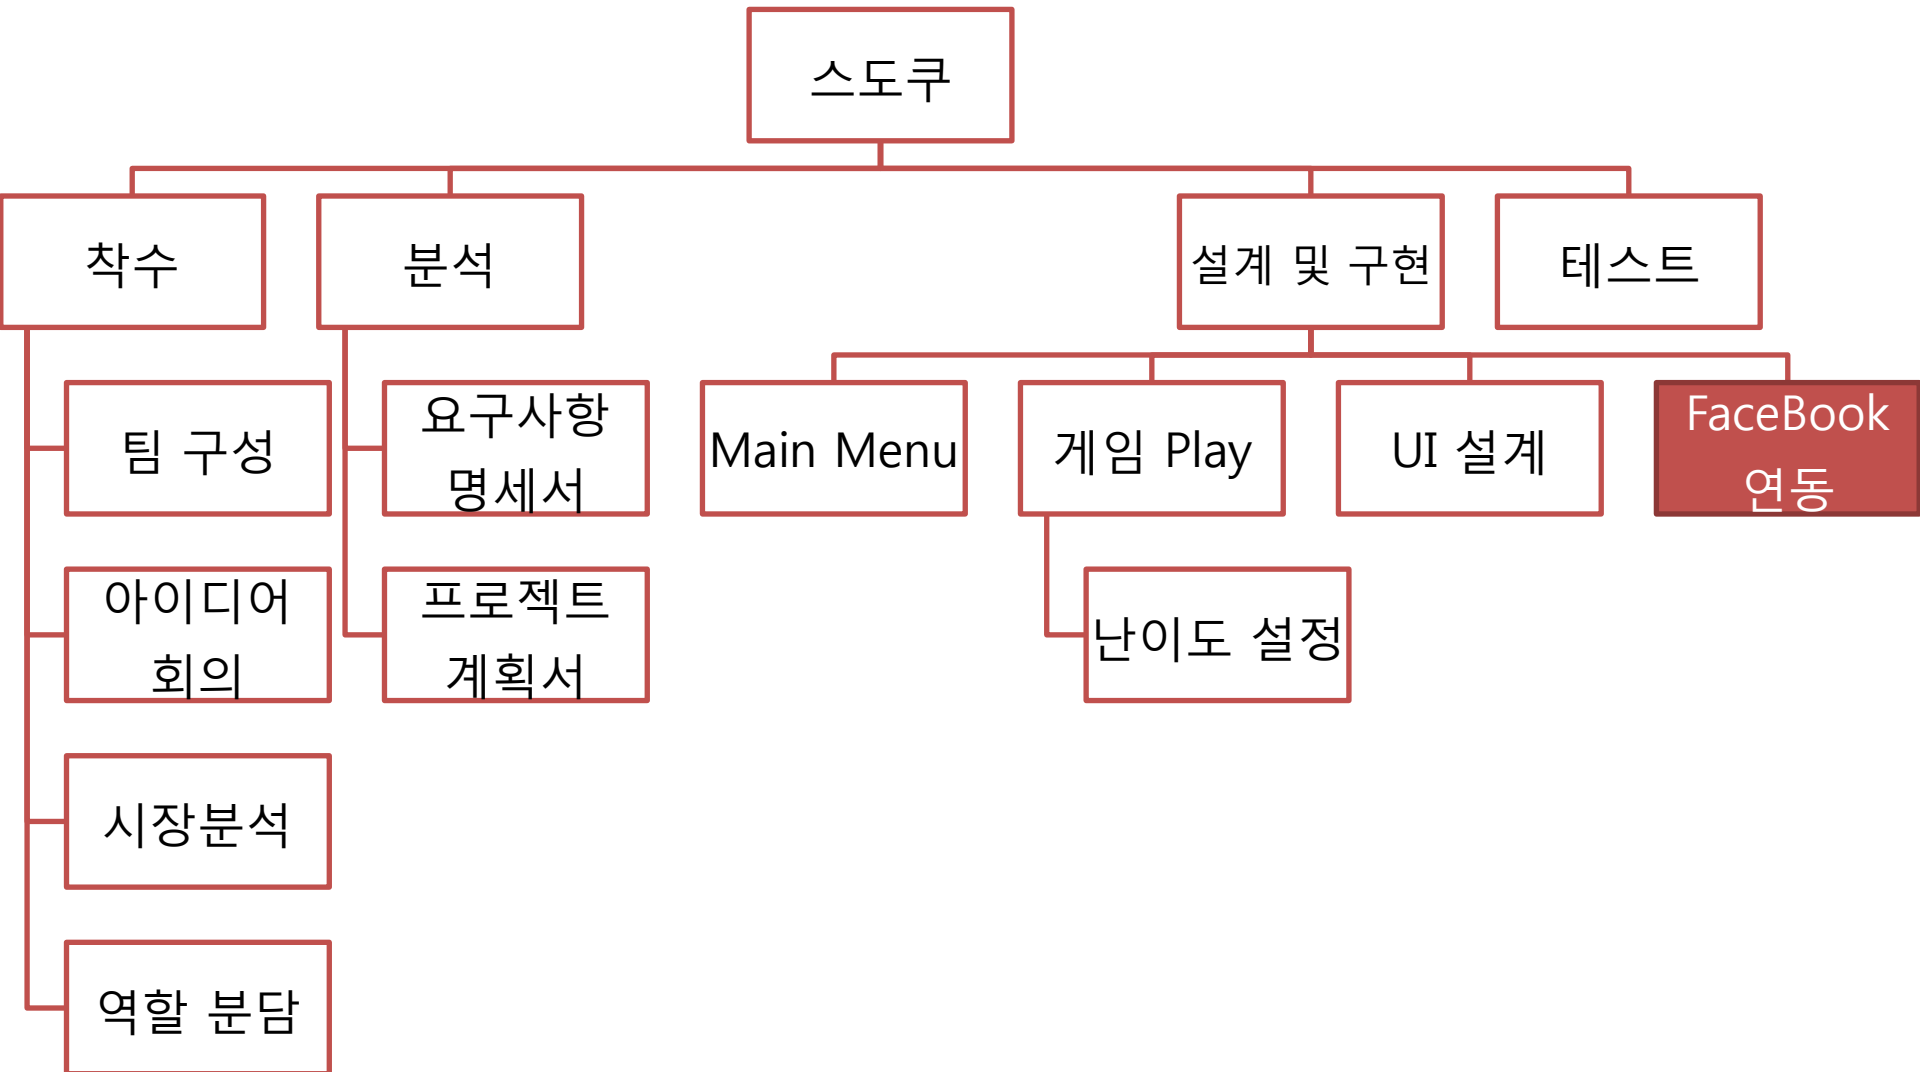 스도쿠
착수
분석
설계 및 구현
테스트
팀 구성
요구사항
명세서
Main Menu
게임 Play
UI 설계
FaceBook
연동
아이디어
회의
프로젝트
계획서
난이도 설정
시장분석
역할 분담